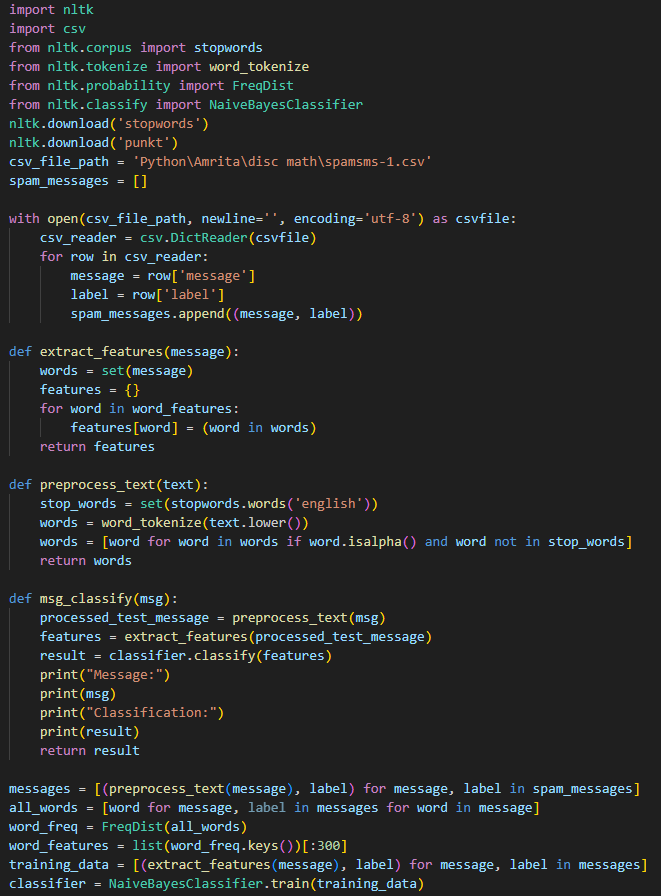 import nltk
import csv
from nltk.corpus import stopwords
from nltk.tokenize import word_tokenize
from nltk.probability import FreqDist
from nltk.classify import NaiveBayesClassifier
nltk.download('stopwords')
nltk.download('punkt')
csv_file_path = 'Python\Amrita\disc math\spamsms-1.csv'
spam_messages = []

with open(csv_file_path, newline='', encoding='utf-8') as csvfile:
    csv_reader = csv.DictReader(csvfile)
    for row in csv_reader:
        message = row['message']
        label = row['label']
        spam_messages.append((message, label))

def extract_features(message):
    words = set(message)
    features = {}
    for word in word_features:
        features[word] = (word in words)
    return features

def preprocess_text(text):
    stop_words = set(stopwords.words('english'))
    words = word_tokenize(text.lower())
    words = [word for word in words if word.isalpha() and word not in stop_words]
    return words

def msg_classify(msg):
    processed_test_message = preprocess_text(msg)
    features = extract_features(processed_test_message)
    result = classifier.classify(features)
    print("Message:")
    print(msg)
    print("Classification:")
    print(result)
    return result

messages = [(preprocess_text(message), label) for message, label in spam_messages]
all_words = [word for message, label in messages for word in message]
word_freq = FreqDist(all_words)
word_features = list(word_freq.keys())[:300]
training_data = [(extract_features(message), label) for message, label in messages]
classifier = NaiveBayesClassifier.train(training_data)